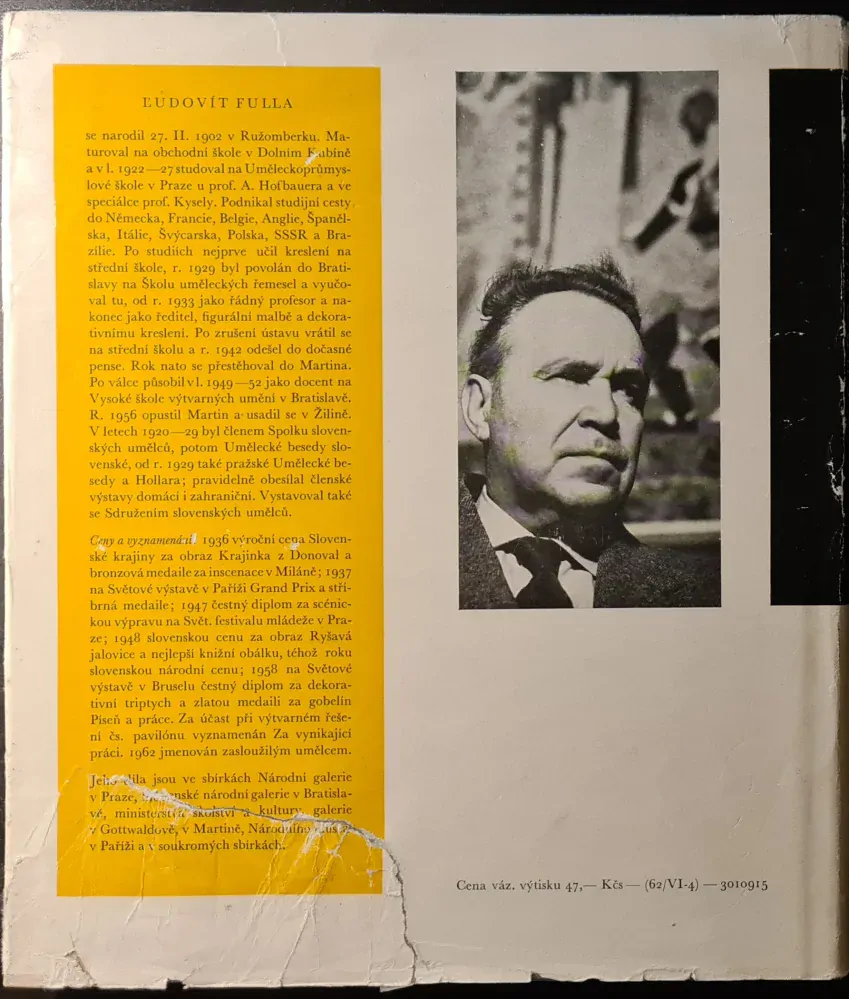 ĽUDOVÍT FULLA
se narodil 27. II. 1902 v Ružomberku. Ma-
turoval na obchodní škole v Dolním Kubíně
a v l. 1922—27 studoval na Uměleckoprůmys-
lové škole v Praze u prof. A. Hofbauera a ve
speciálce prof. Kysely. Podnikal studijní cesty
do Německa, Francie, Belgie, Anglie, Španěl-
ska, Itálie, Švýcarska, Polska, SSSR a Bra-
zílie. Po studiích nejprve učil kreslení na
střední škole, r. 1929 byl povolán do Brati-
slavy na Školu uměleckých řemesel a vyučo-
val tu, od r. 1933 jako řádný profesor a na-
konec jako ředitel, figurální malbě a dekora-
tivnímu kreslení. Po zrušení ústavu vrátil se
na střední školu a r. 1942 odešel do dočasné
pense. Rok nato se přestěhoval do Martina.
Po válce působil v l. 1949—52 jako docent na
Vysoké škole výtvarných umění v Bratislavě.
R. 1956 opustil Martin a usadil se v Žilině.
V letech 1920—29 byl členem Spolku sloven-
ských umělců, potom Umělecké besedy slo-
venské, od r. 1929 také pražské Umělecké be-
sedy a Hollara; pravidelně obesílal členské
výstavy domácí i zahraniční. Vystavoval také
se Sdružením slovenských umělců.
Ceny a vyznamenání: 1936 výroční cena Sloven-
ské krajiny za obraz Krajinka z Donoval a
bronzová medaile za inscenace v Miláně; 1937
na Světové výstavě v Paříži Grand Prix a stří-
brná medaile; 1947 čestný diplom za scénic-
kou výpravu na Svět. festivalu mládeže v Pra-
ze; 1948 slovenskou cenu za obraz Ryšavá
jalovice a nejlepší knižní obálku, téhož roku
slovenskou národní cenu; 1958 na Světové
výstavě v Bruselu čestný diplom za dekora-
tivní triptych a zlatou medaili za gobelín
Píseň a práce. Za účast při výtvarném řeše-
ní čs. pavilónu vyznamenán Za vynikající
práci. 1962 jmenován zasloužilým umělcem.
Jeho díla jsou ve sbírkách Národní galerie
v Praze, Slovenské národní galerie v Bratisla-
vě, ministerstva školství a kultury, galerie
v Gottwaldově, v Martině, Národního
v Paříži a v soukromých sbírkách.
Cena váz. výtisku 47,— Kčs — (62/VI-4) — 3010915